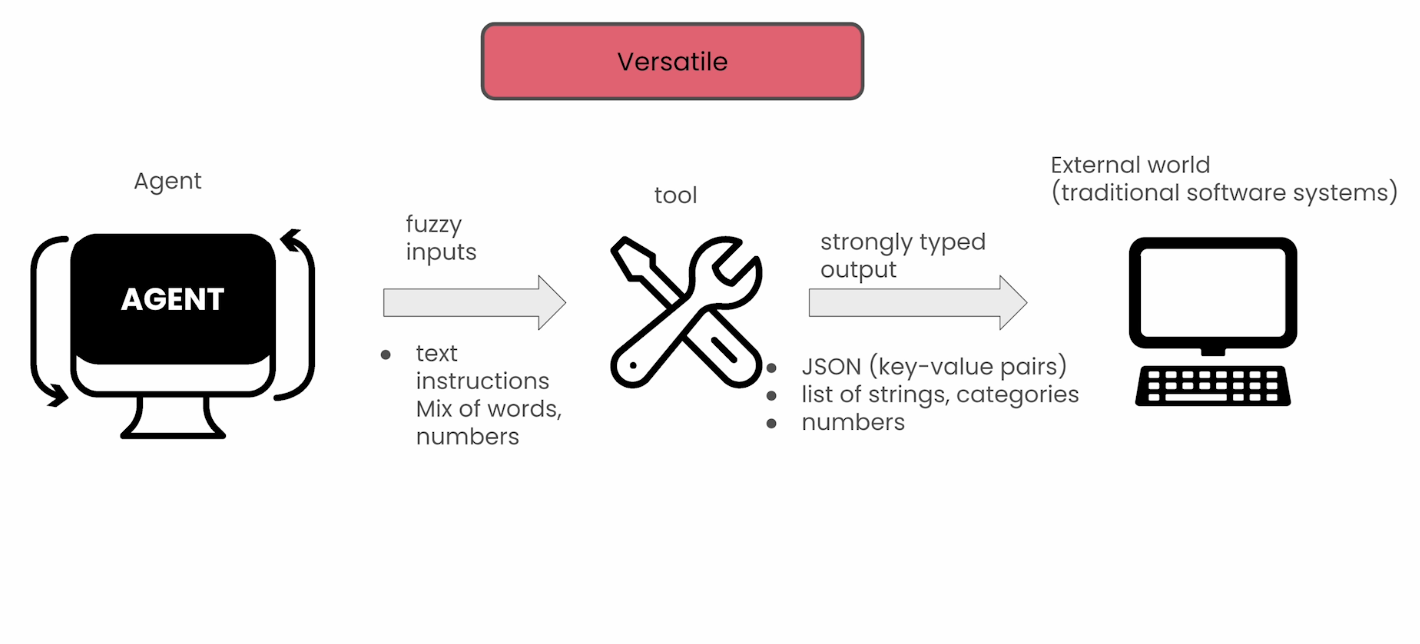 Versatile
Agent
AGENT
fuzzy
inputs
● text
instructions
Mix of words,
numbers
tool
strongly typed
output
● JSON (key-value pairs)
● list of strings, categories
● numbers
External world
(traditional software systems)